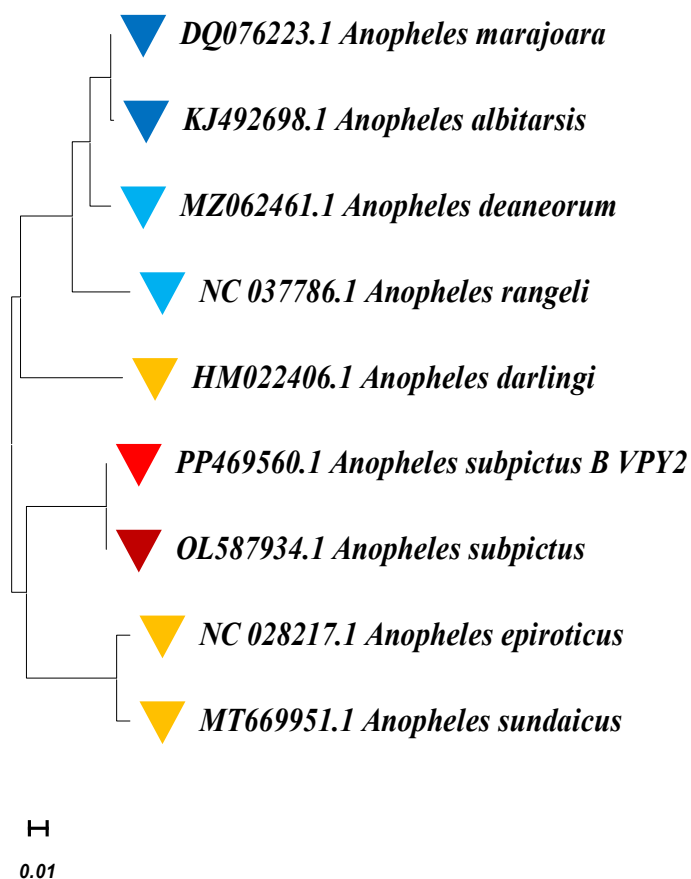 DQ076223.1 Anopheles marajoara
KJ492698.1 Anopheles albitarsis
MZ062461.1 Anopheles deaneorum
NC 037786.1 Anopheles rangeli
HM022406.1 Anopheles darlingi
PP469560.1 Anopheles subpictus B VPY2
OL587934.1 Anopheles subpictus
NC 028217.1 Anopheles epiroticus
MT669951.1 Anopheles sundaicus
0.01